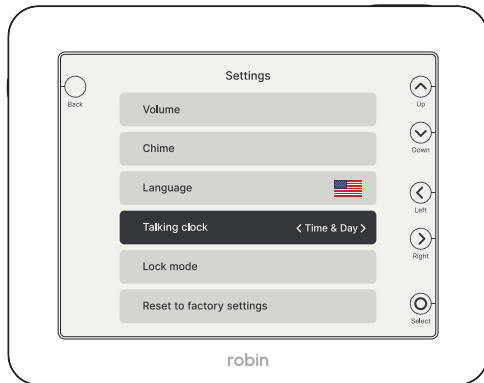 Settings
Back
Up
Volume
Chime
Down
Language
Left
Talking clock < Time & Day >
Right
Lock mode
Reset to factory settings
Select
robin